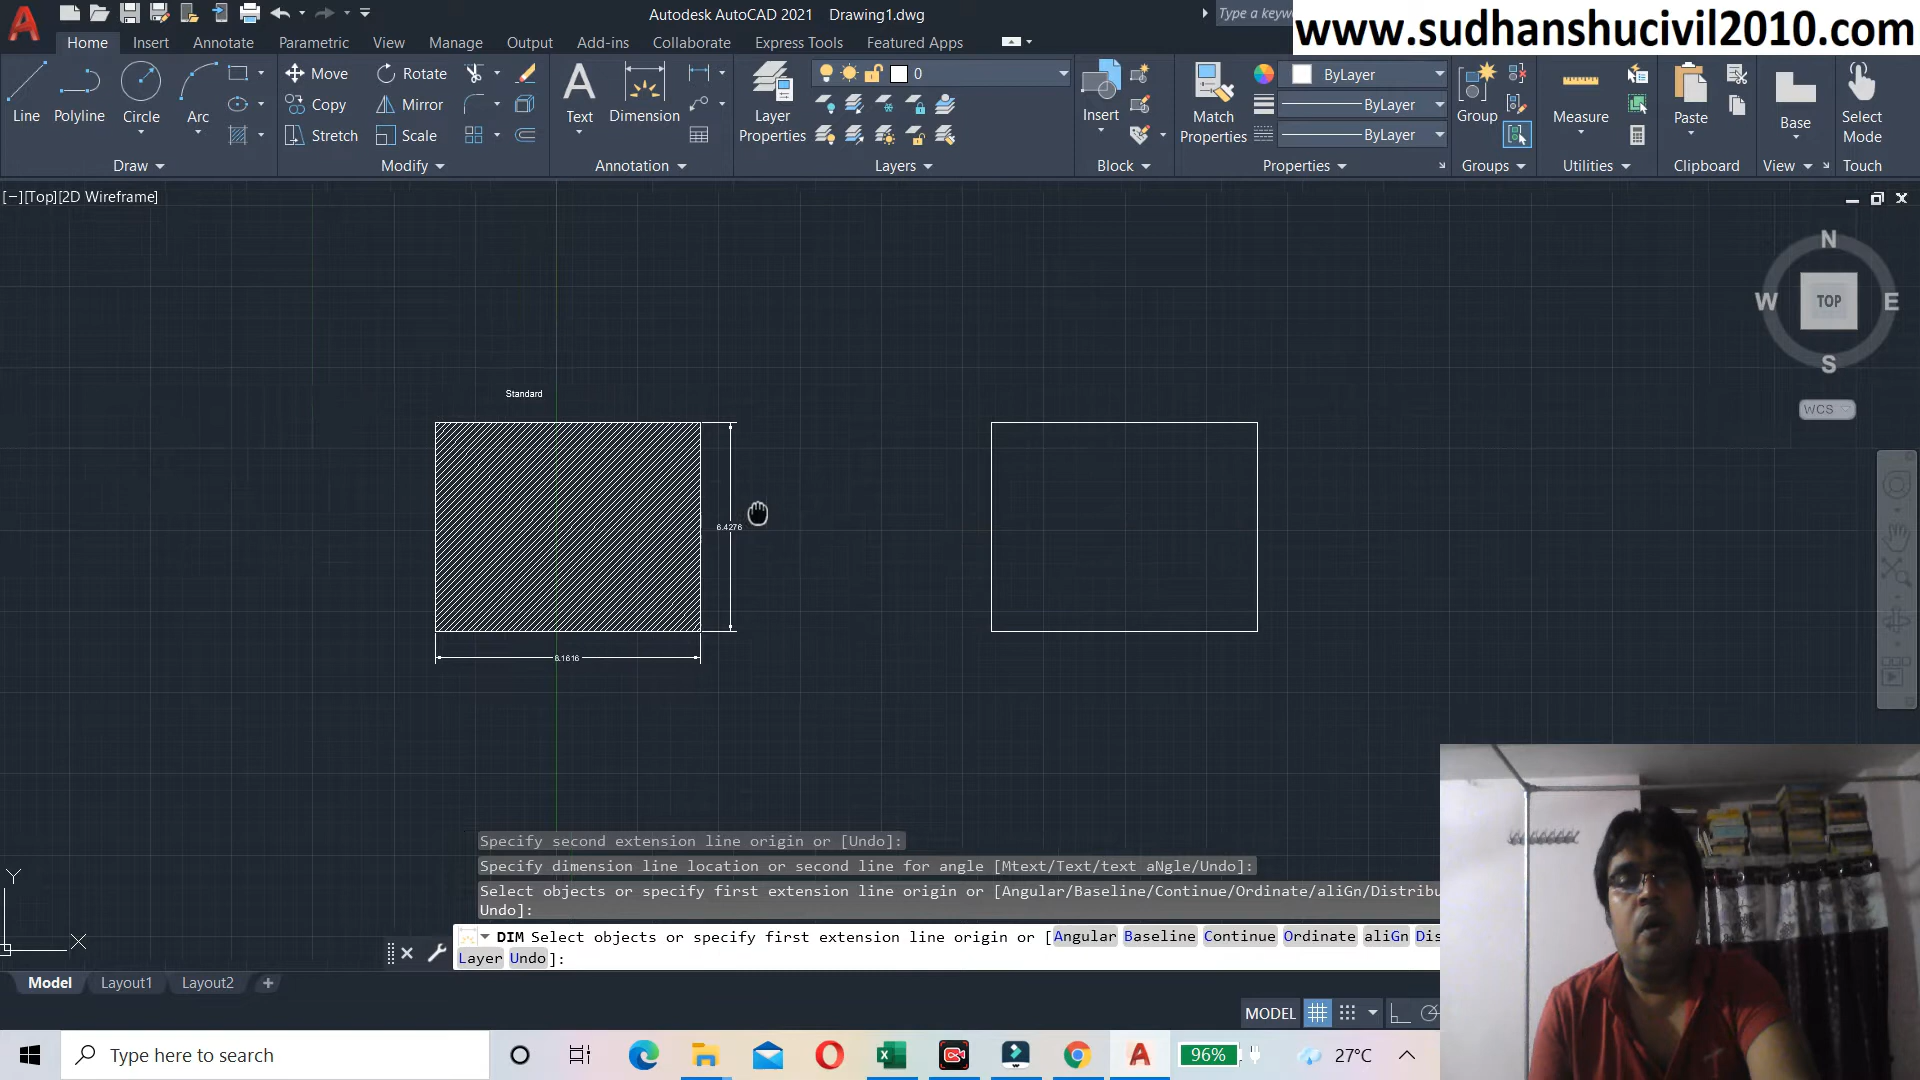 Autodesk AutoCAD 2021 Drawing1.dwg
Type a keyw
www.sudhanshucivil2010.com
Home Insert Annotate Parametric View Manage Output Add-ins Collaborate Express Tools Featured Apps
Line Polyline Circle Arc
Move Rotate
Copy Mirror
Stretch Scale
Text Dimension
Layer
Properties
0
Insert
Match
Properties
ByLayer
ByLayer
ByLayer
Group
Measure
Paste
Base
Select
Mode
Draw Modify Annotation Layers Block Properties Groups Utilities Clipboard View Touch
[−][Top][2D Wireframe]
N
W TOP E
S
WCS
Standard
6.4276
8.1616
Y
X
Specify second extension line origin or [Undo]:
Specify dimension line location or second line for angle [Mtext/Text/text aNgle/Undo]:
Select objects or specify first extension line origin or [Angular/Baseline/Continue/Ordinate/aliGn/Distribu
Undo]:
DIM Select objects or specify first extension line origin or [Angular Baseline Continue Ordinate aliGn Dis
Layer Undo]:
Model Layout1 Layout2 +
MODEL
Type here to search
96%
27°C